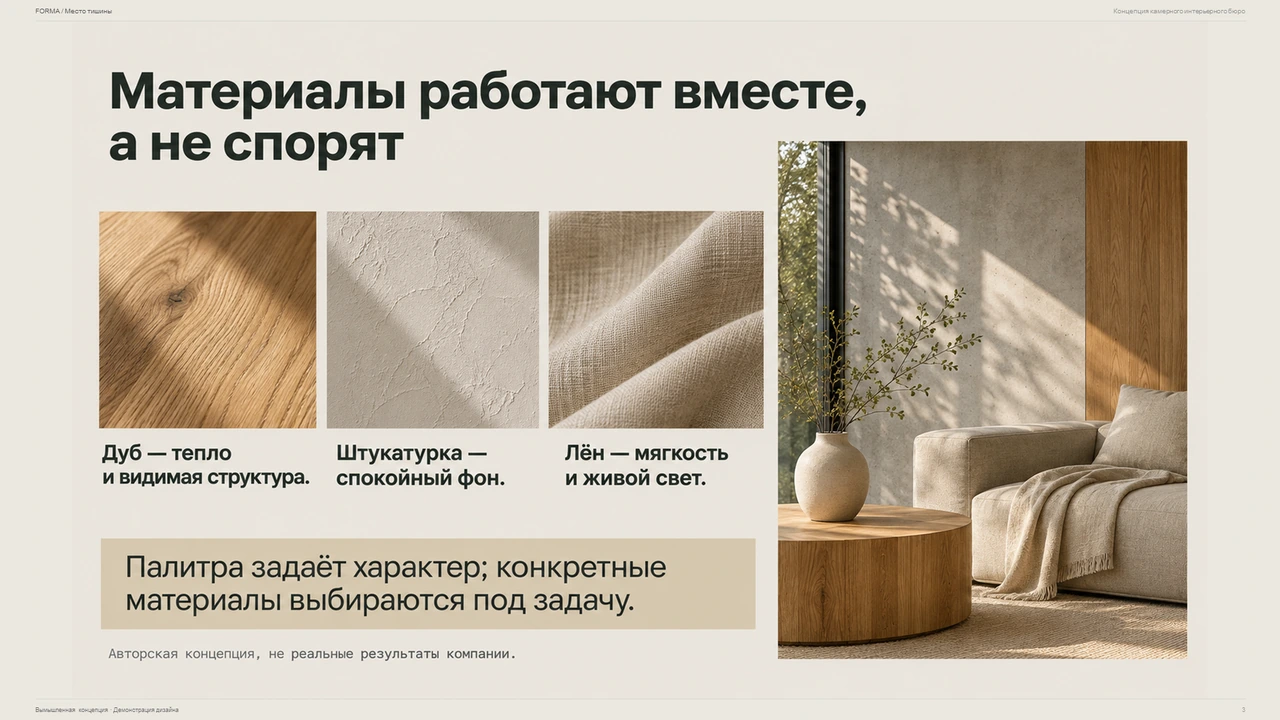 FORMA / Место тишины
Концепция камерного интерьерного бюро
Материалы работают вместе,
а не спорят
Дуб — тепло
и видимая структура.
Штукатурка —
спокойный фон.
Лён — мягкость
и живой свет.
Палитра задаёт характер; конкретные
материалы выбираются под задачу.
Авторская концепция, не реальные результаты компании.
Вымышленная концепция · Демонстрация дизайна
3